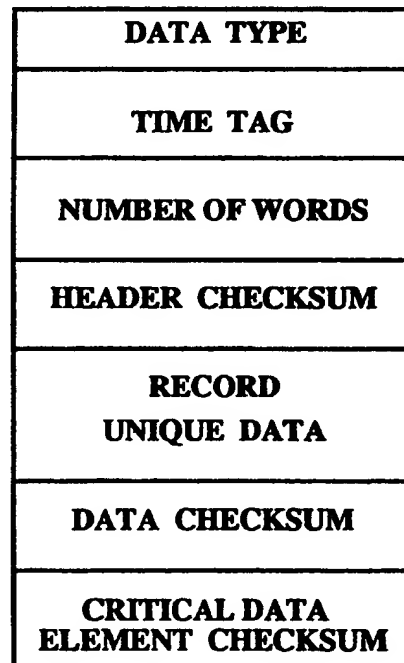 DATA TYPE
TIME TAG
NUMBER OF WORDS
HEADER CHECKSUM
RECORD
UNIQUE DATA
DATA CHECKSUM
CRITICAL DATA
ELEMENT CHECKSUM